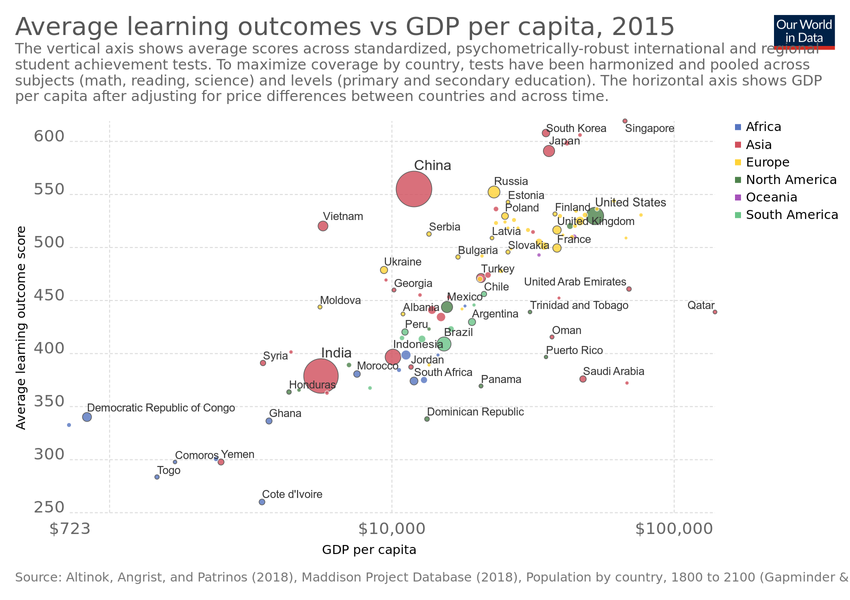 Average learning outcomes vs GDP per capita, 2015
Our World
in Data
The vertical axis shows average scores across standardized, psychometrically-robust international and regional
student achievement tests. To maximize coverage by country, tests have been harmonized and pooled across
subjects (math, reading, science) and levels (primary and secondary education). The horizontal axis shows GDP
per capita after adjusting for price differences between countries and across time.
Average learning outcome score
600
550
500
450
400
350
300
250
South Korea
Singapore
Japan
China
Russia
Estonia
Poland
Finland
United States
Vietnam
United Kingdom
Serbia
Latvia
France
Slovakia
Bulgaria
Ukraine
Turkey
Georgia
Chile
United Arab Emirates
Moldova
Albania
Mexico
Trinidad and Tobago
Qatar
Argentina
Peru
Brazil
Oman
Indonesia
Puerto Rico
Syria
India
Morocco
Jordan
South Africa
Saudi Arabia
Honduras
Panama
Democratic Republic of Congo
Ghana
Dominican Republic
Comoros
Yemen
Togo
Cote d'Ivoire
$723
$10,000
$100,000
GDP per capita
Africa
Asia
Europe
North America
Oceania
South America
Source: Altinok, Angrist, and Patrinos (2018), Maddison Project Database (2018), Population by country, 1800 to 2100 (Gapminder &